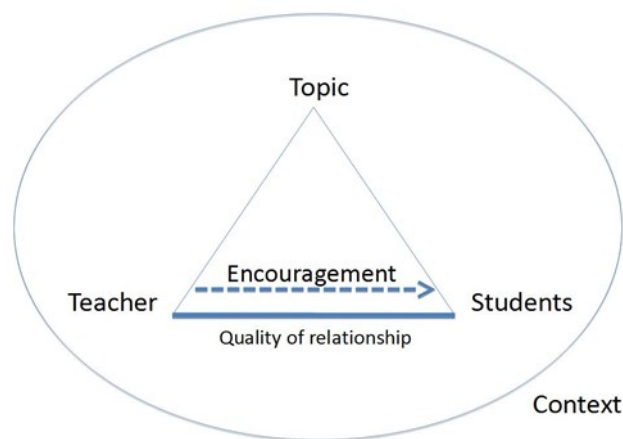 Topic
Encouragement
Teacher
Students
Quality of relationship
Context